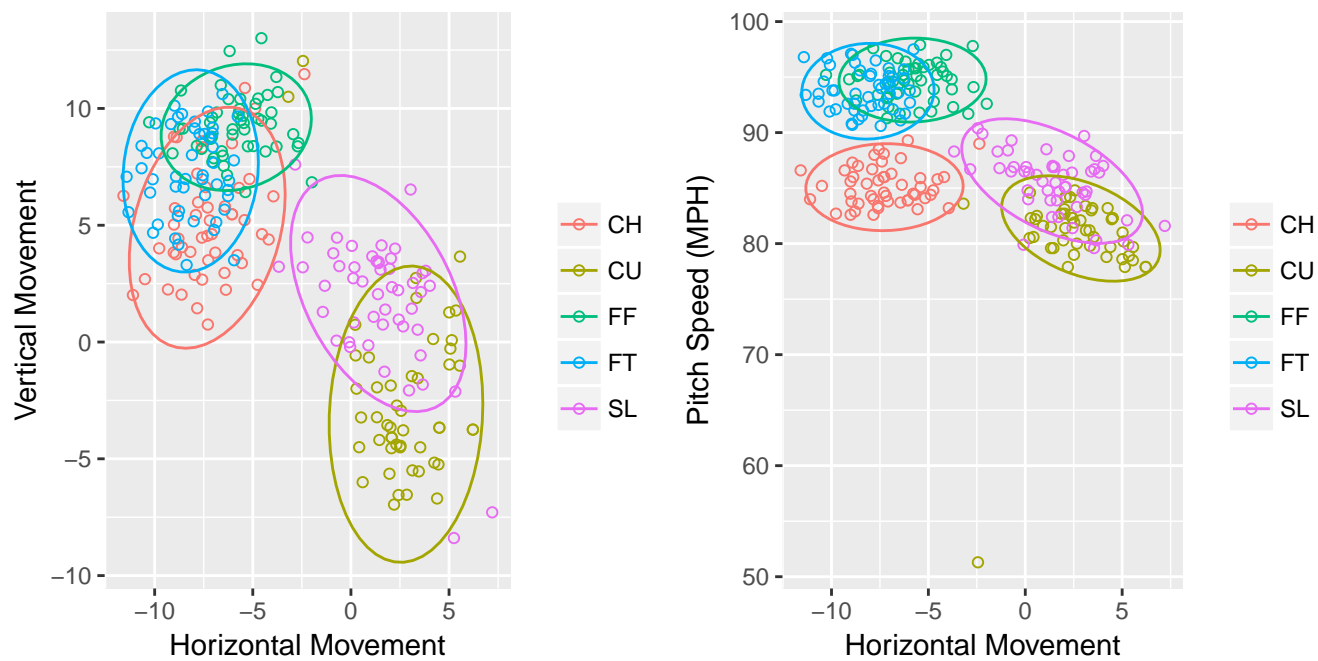 Vertical Movement
10
5
0
−5
−10
−10
−5
0
5
Horizontal Movement
CH
CU
FF
FT
SL
Pitch Speed (MPH)
100
90
80
70
60
50
−10
−5
0
5
Horizontal Movement
CH
CU
FF
FT
SL